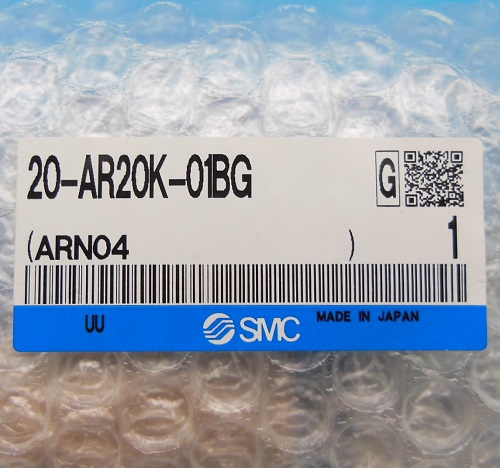 20-AR20K-01BG G
(ARN04 ) 1
UU SMC MADE IN JAPAN